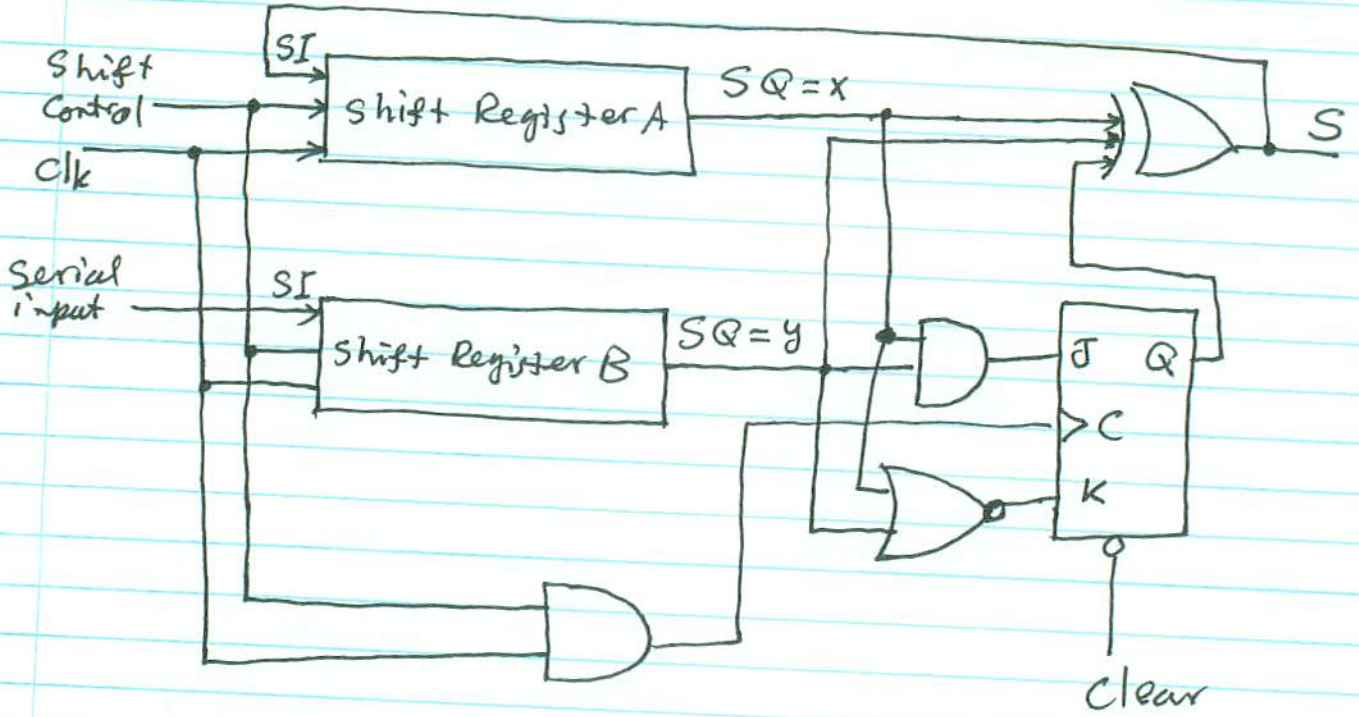 SI
Shift
Control
Shift Register A
SQ=x
S
Clk
Serial
input
SI
Shift Register B
SQ=y
J
Q
C
K
Clear